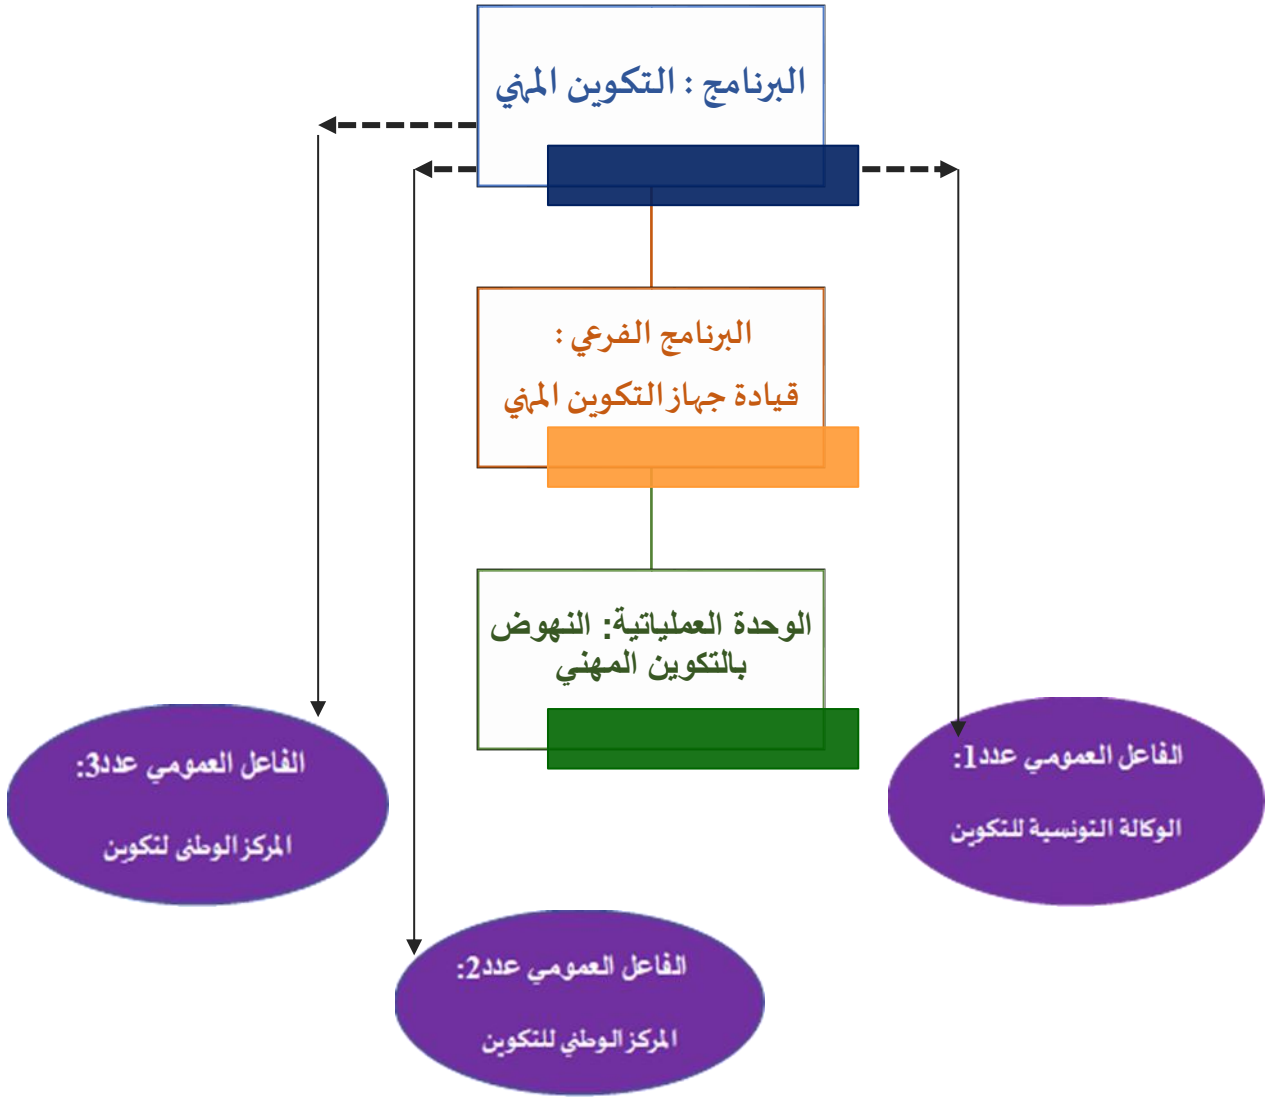 البرنامج : التكوين المهني
البرنامج الفرعي :
قيادة جهاز التكوين المهني
الوحدة العملياتية: النهوض
بالتكوين المهني
الفاعل العمومي عدد1:
الوكالة التونسية للتكوين
الفاعل العمومي عدد3:
المركز الوطني لتكوين
الفاعل العمومي عدد2:
المركز الوطني للتكوين